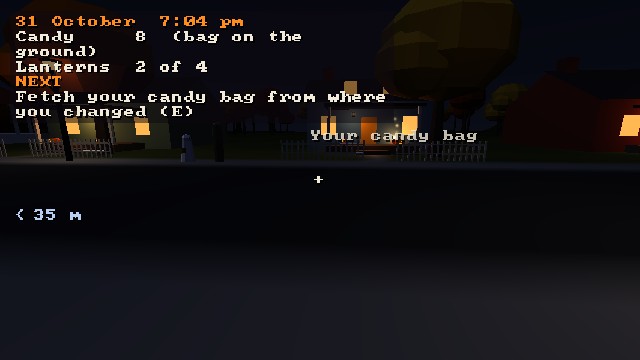 31 October  7:04 pm
Candy     8  (bag on the
ground)
Lanterns  2 of 4
NEXT
Fetch your candy bag from where
you changed (E)
Your candy bag
< 35 m